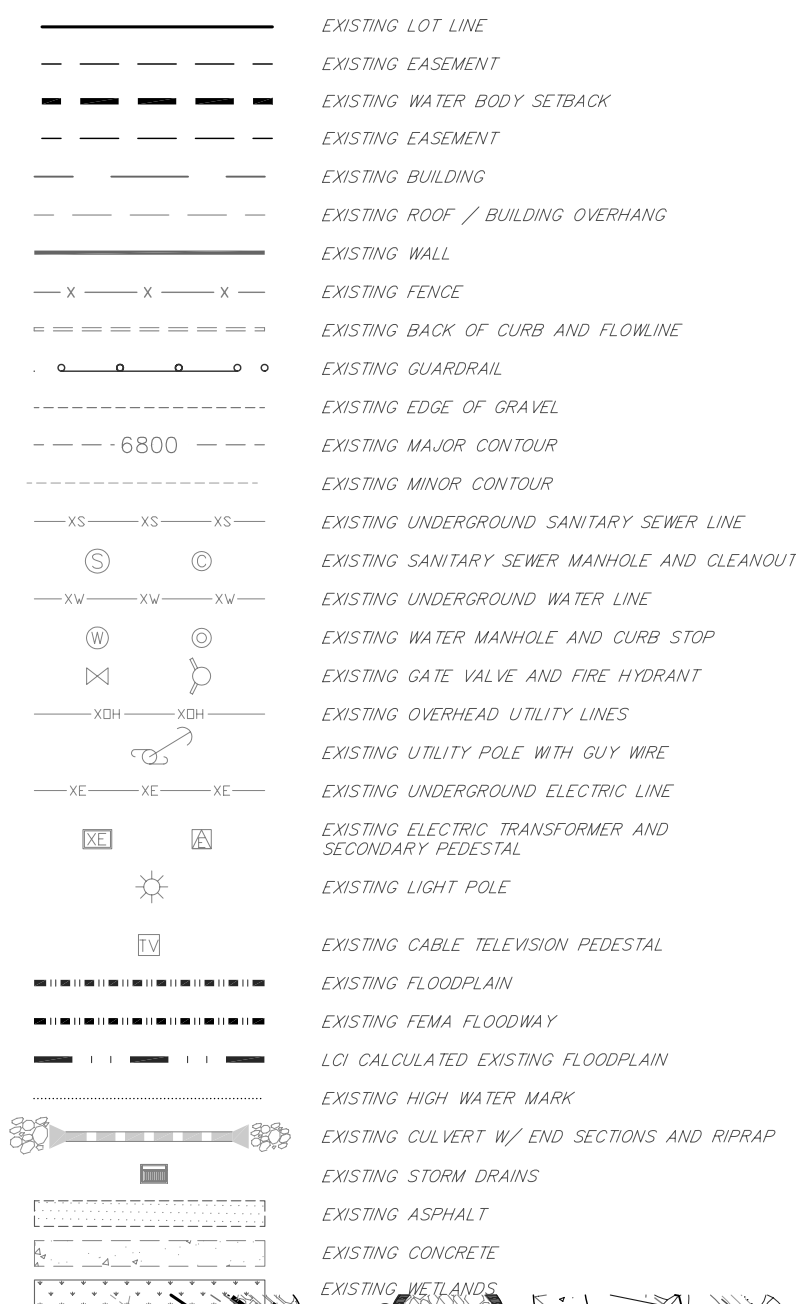 EXISTING LOT LINE
EXISTING EASEMENT
EXISTING WATER BODY SETBACK
EXISTING EASEMENT
EXISTING BUILDING
EXISTING ROOF / BUILDING OVERHANG
EXISTING WALL
X X X EXISTING FENCE
EXISTING BACK OF CURB AND FLOWLINE
EXISTING GUARDRAIL
EXISTING EDGE OF GRAVEL
6800 EXISTING MAJOR CONTOUR
EXISTING MINOR CONTOUR
XS XS XS EXISTING UNDERGROUND SANITARY SEWER LINE
S C EXISTING SANITARY SEWER MANHOLE AND CLEANOUT
XW XW XW EXISTING UNDERGROUND WATER LINE
W EXISTING WATER MANHOLE AND CURB STOP
EXISTING GATE VALVE AND FIRE HYDRANT
XOH XOH EXISTING OVERHEAD UTILITY LINES
EXISTING UTILITY POLE WITH GUY WIRE
XE XE XE EXISTING UNDERGROUND ELECTRIC LINE
XE E EXISTING ELECTRIC TRANSFORMER AND
SECONDARY PEDESTAL
EXISTING LIGHT POLE
TV EXISTING CABLE TELEVISION PEDESTAL
EXISTING FLOODPLAIN
EXISTING FEMA FLOODWAY
LCI CALCULATED EXISTING FLOODPLAIN
EXISTING HIGH WATER MARK
EXISTING CULVERT W/ END SECTIONS AND RIPRAP
EXISTING STORM DRAINS
EXISTING ASPHALT
EXISTING CONCRETE
EXISTING WETLANDS